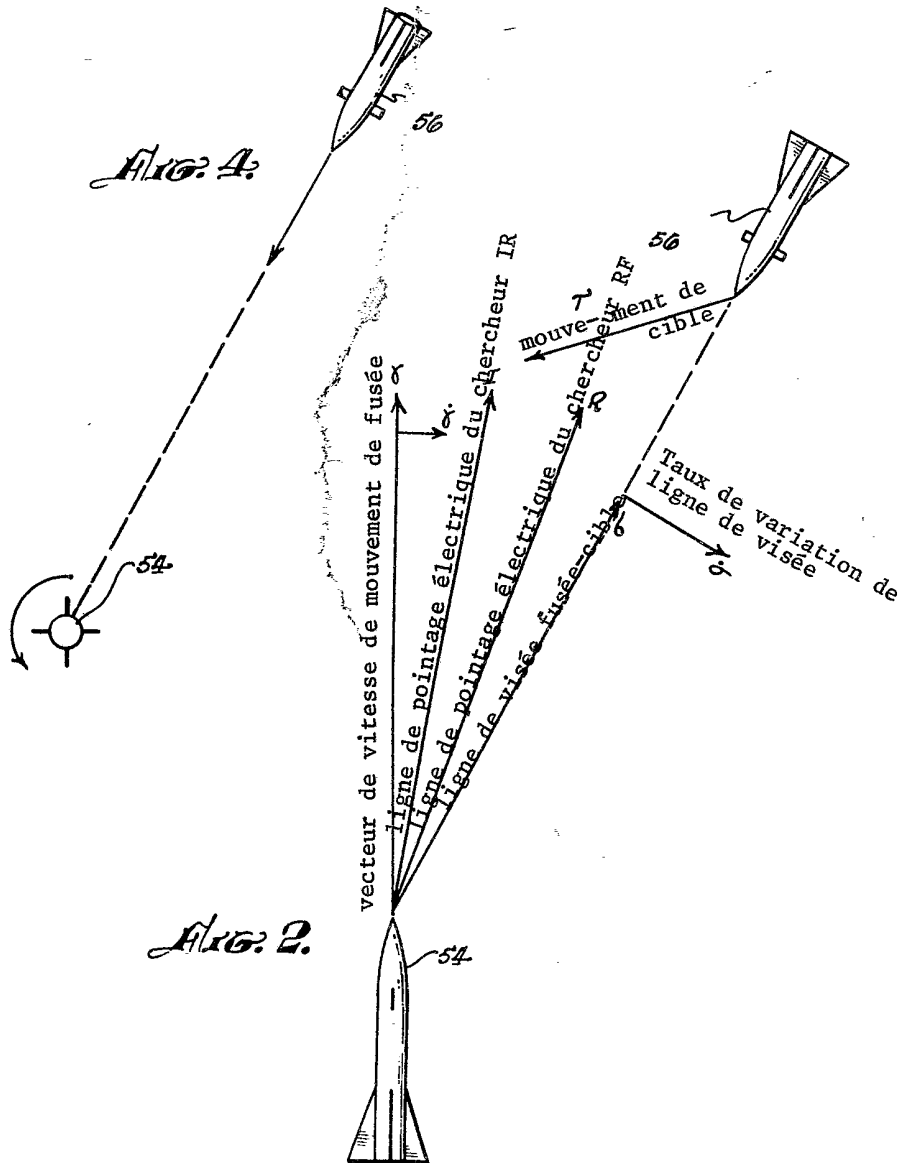 56
FIG. 4.
54
56
T
mouve-ment de
cible
vecteur de vitesse de mouvement de fusée
γ
γ̇
ligne de pointage électrique du chercheur IR
ligne de pointage électrique du chercheur RF
R
ligne de visée fusée-cible
σ̇
Taux de variation de
ligne de visée
FIG. 2.
54